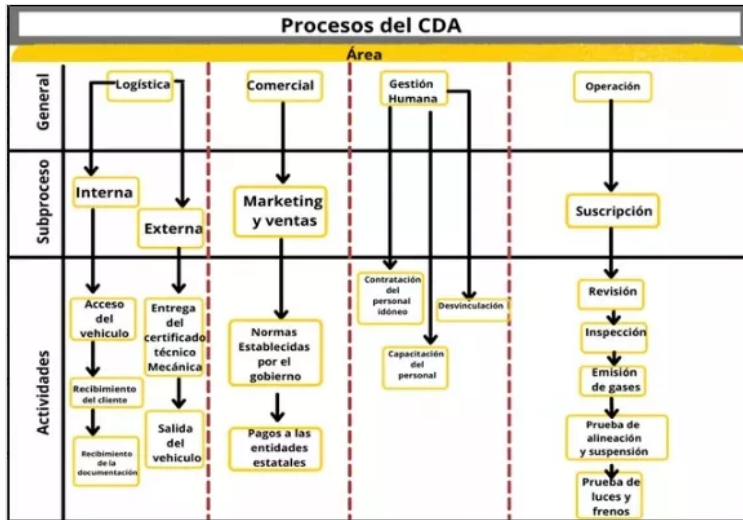 Procesos del CDA
Área
General
Logística
Comercial
Gestión
Humana
Operación
Subproceso
Interna
Externa
Marketing
y ventas
Suscripción
Actividades
Acceso
del
vehiculo
Recibimiento
del cliente
Recibimiento
de la
documentación
Entrega
del
certificado
técnico
Mecánica
Salida
del
vehiculo
Normas
Establecidas
por el
gobierno
Pagos a las
entidades
estatales
Contratación
del
personal
idóneo
Capacitación
del
personal
Desvinculación
Revisión
Inspección
Emisión
de gases
Prueba de
alineación
y suspensión
Prueba de
luces y
frenos